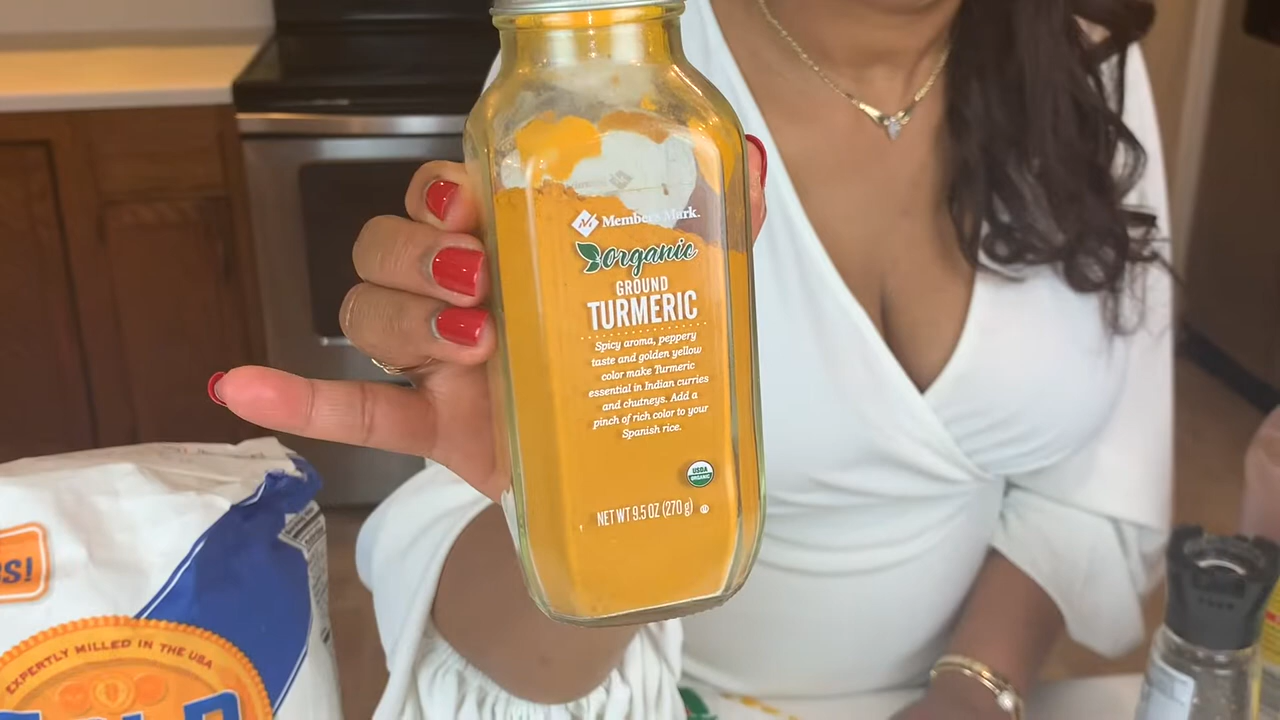 Member's Mark.
organic
GROUND
TURMERIC
Spicy aroma, peppery
taste and golden yellow
color make Turmeric
essential in Indian curries
and chutneys. Add a
pinch of rich color to your
Spanish rice.
USDA
ORGANIC
NET WT 9.5 OZ (270 g)
S!
EXPERTLY MILLED IN THE USA
GOLD